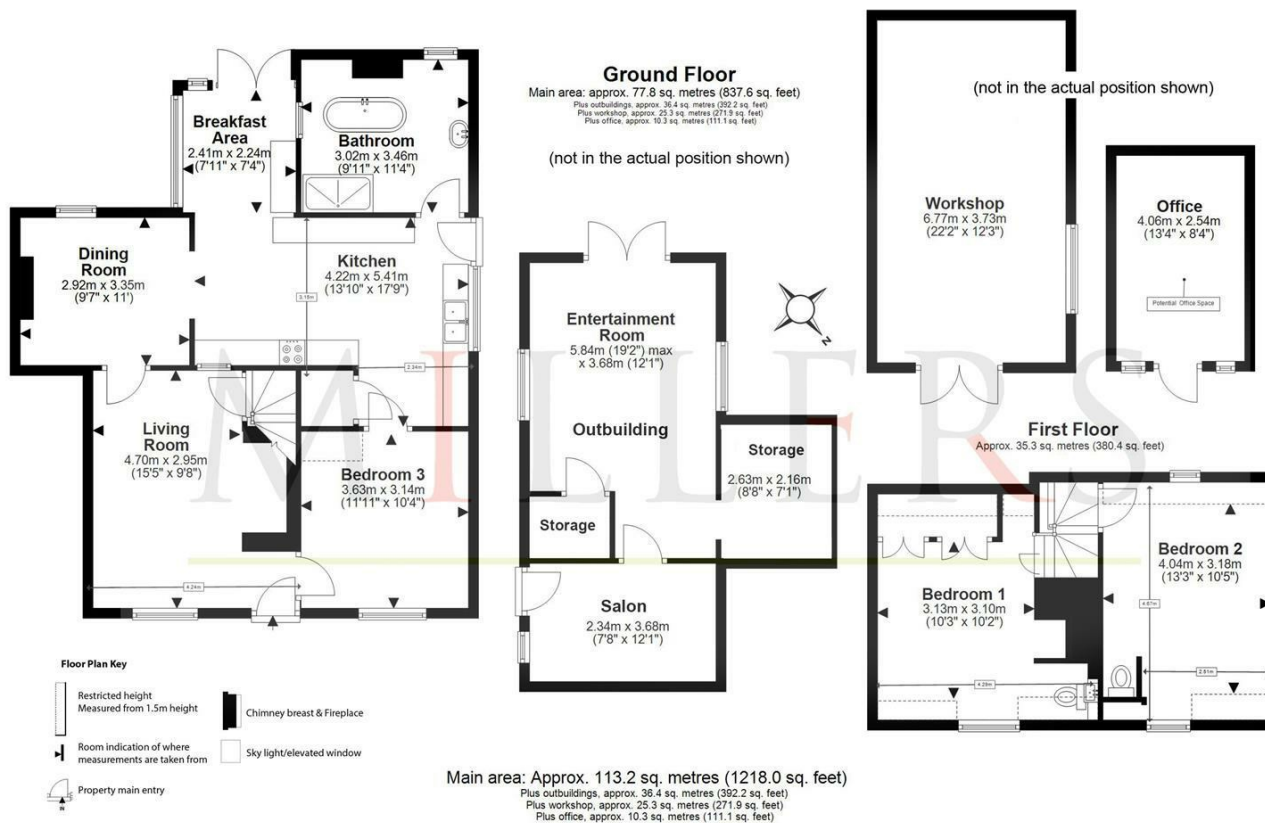 Ground Floor
Main area: approx. 77.8 sq. metres (837.6 sq. feet)
Plus outbuildings, approx. 36.4 sq. metres (392.2 sq. feet)
Plus workshop, approx. 25.3 sq. metres (271.9 sq. feet)
Plus office, approx. 10.3 sq. metres (111.1 sq. feet)
(not in the actual position shown)
(not in the actual position shown)
Breakfast
Area
2.41m x 2.24m
(7'11" x 7'4")
Bathroom
3.02m x 3.46m
(9'11" x 11'4")
Dining
Room
2.92m x 3.35m
(9'7" x 11')
Kitchen
4.22m x 5.41m
(13'10" x 17'9")
3.18m
2.34m
Living
Room
4.70m x 2.95m
(15'5" x 9'8")
Bedroom 3
3.63m x 3.14m
(11'11" x 10'4")
4.24m
Entertainment
Room
5.84m (19'2") max
x 3.68m (12'1")
Outbuilding
Storage
2.63m x 2.16m
(8'8" x 7'1")
Storage
Salon
2.34m x 3.68m
(7'8" x 12'1")
N
Workshop
6.77m x 3.73m
(22'2" x 12'3")
Office
4.06m x 2.54m
(13'4" x 8'4")
Potential Office Space
MILLERS
First Floor
Approx. 35.3 sq. metres (380.4 sq. feet)
Bedroom 1
3.13m x 3.10m
(10'3" x 10'2")
4.29m
Bedroom 2
4.04m x 3.18m
(13'3" x 10'5")
4.87m
2.51m
Floor Plan Key
Restricted height
Measured from 1.5m height
Chimney breast & Fireplace
Room indication of where
measurements are taken from
Sky light/elevated window
Property main entry
Main area: Approx. 113.2 sq. metres (1218.0 sq. feet)
Plus outbuildings, approx. 36.4 sq. metres (392.2 sq. feet)
Plus workshop, approx. 25.3 sq. metres (271.9 sq. feet)
Plus office, approx. 10.3 sq. metres (111.1 sq. feet)